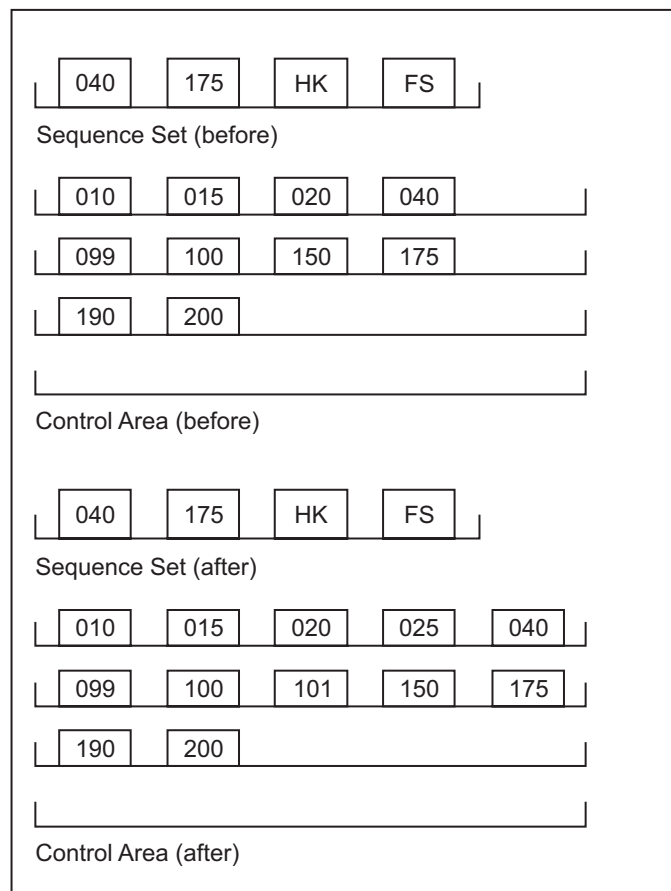 040 175 HK FS
Sequence Set (before)
010 015 020 040
099 100 150 175
190 200
Control Area (before)
040 175 HK FS
Sequence Set (after)
010 015 020 025 040
099 100 101 150 175
190 200
Control Area (after)